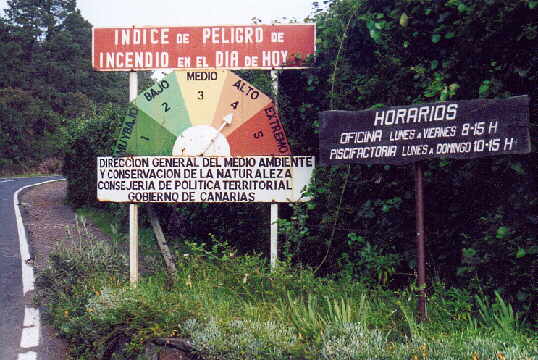 INDICE DE PELIGRO DE
INCENDIO EN EL DIA DE HOY
MUY BAJO
BAJO
MEDIO
ALTO
EXTREMO
1
2
3
4
5
DIRECCION GENERAL DEL MEDIO AMBIENTE
Y CONSERVACION DE LA NATURALEZA
CONSEJERIA DE POLITICA TERRITORIAL
GOBIERNO DE CANARIAS
HORARIOS
OFICINA LUNES A VIERNES 8-15 H
PISCIFACTORIA LUNES A DOMINGO 10-15 H